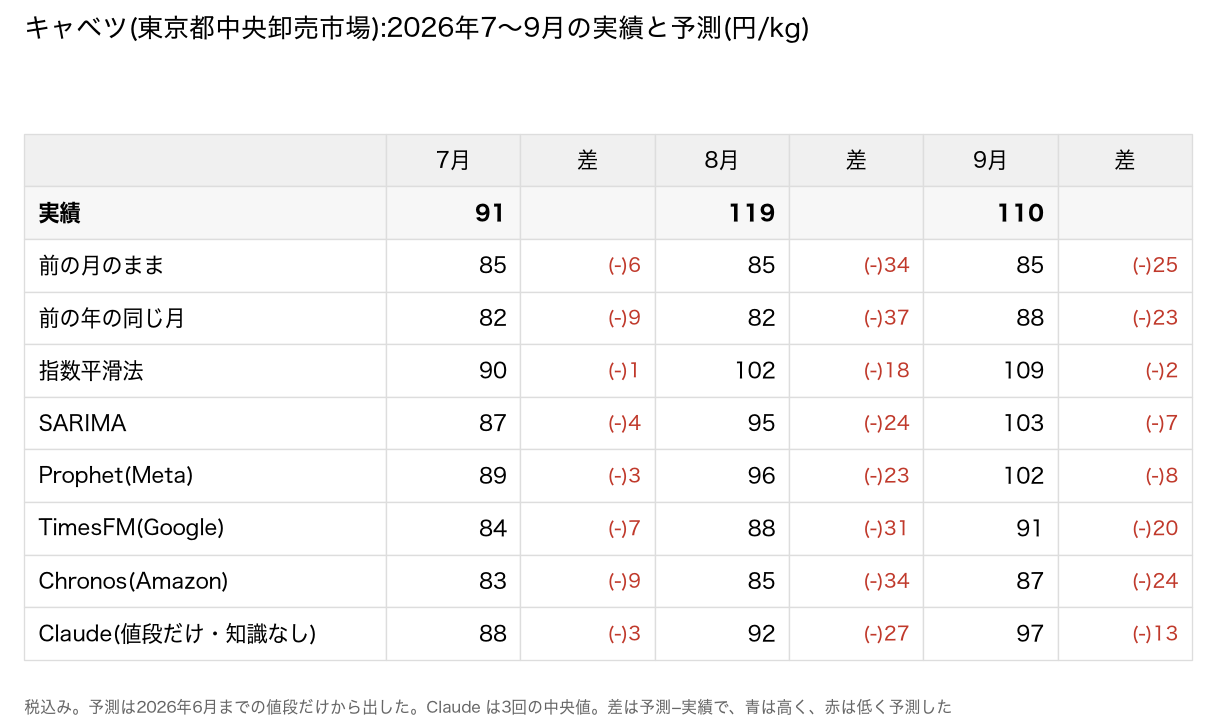 キャベツ(東京都中央卸売市場):2026年7〜9月の実績と予測(円/kg)
7月 差 8月 差 9月 差
実績 91 119 110
前の月のまま 85 (-)6 85 (-)34 85 (-)25
前の年の同じ月 82 (-)9 82 (-)37 88 (-)23
指数平滑法 90 (-)1 102 (-)18 109 (-)2
SARIMA 87 (-)4 95 (-)24 103 (-)7
Prophet(Meta) 89 (-)3 96 (-)23 102 (-)8
TimesFM(Google) 84 (-)7 88 (-)31 91 (-)20
Chronos(Amazon) 83 (-)9 85 (-)34 87 (-)24
Claude(値段だけ・知識なし) 88 (-)3 92 (-)27 97 (-)13
税込み。予測は2026年6月までの値段だけから出した。Claude は3回の中央値。差は予測−実績で、青は高く、赤は低く予測した